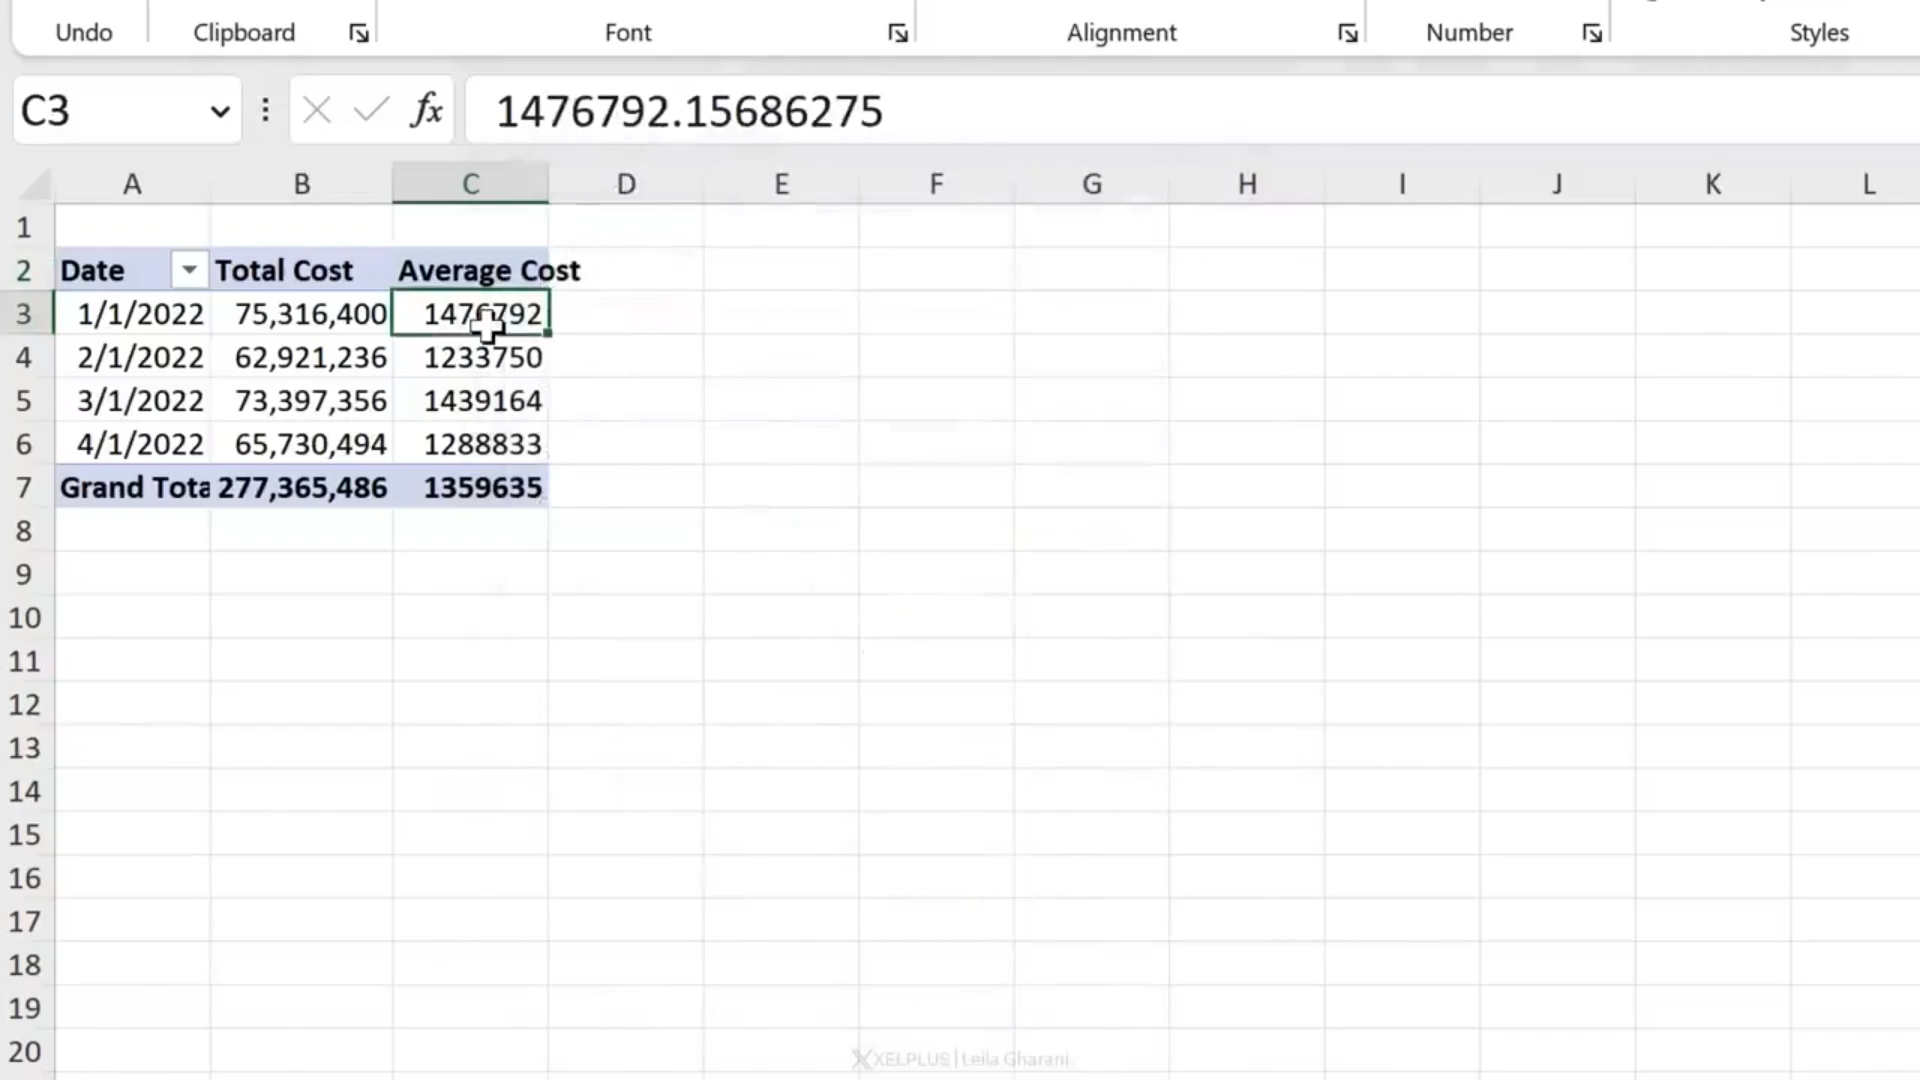 Undo Clipboard Font Alignment Number Styles
C3 fx 1476792.15686275
A B C D E F G H I J K L
1
2 Date Total Cost Average Cost
3 1/1/2022 75,316,400 1476792
4 2/1/2022 62,921,236 1233750
5 3/1/2022 73,397,356 1439164
6 4/1/2022 65,730,494 1288833
7 Grand Tota 277,365,486 1359635
8
9
10
11
12
13
14
15
16
17
18
19
20
XELPLUS | Leila Gharani